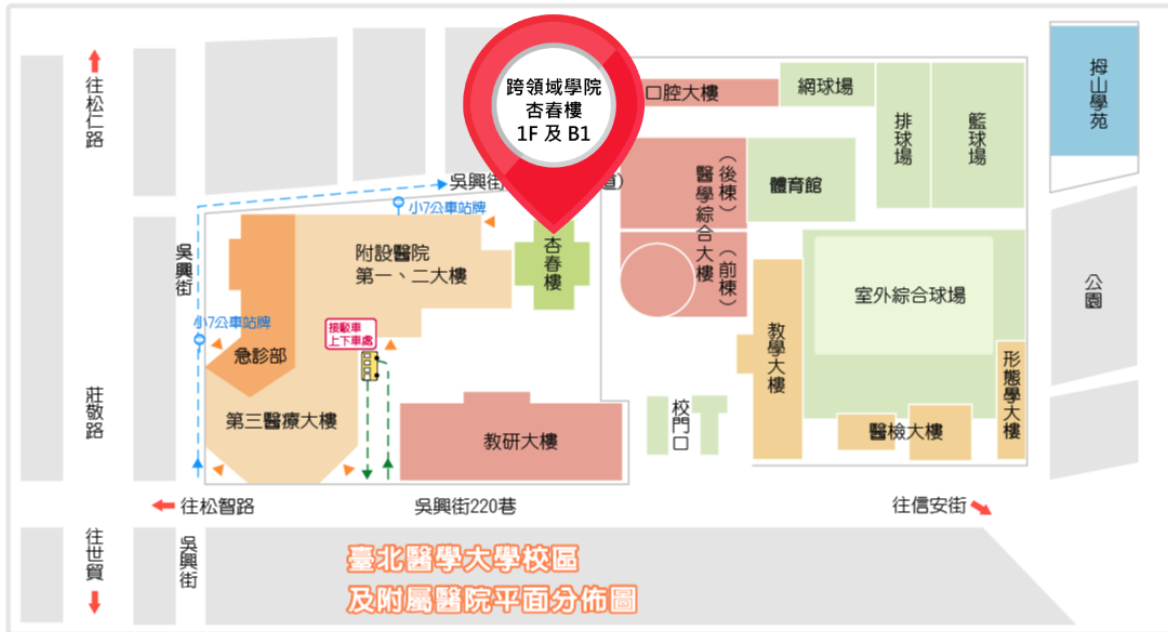 跨領域學院
杏春樓
1F 及 B1
往松仁路
口腔大樓
網球場
排球場
籃球場
拇山學苑
吳興街
道)
小7公車站牌
醫學綜合大樓
(後棟)
(前棟)
體育館
杏春樓
附設醫院
第一、二大樓
吳興街
小7公車站牌
接駁車
上下車處
急診部
室外綜合球場
公園
教學大樓
形態學大樓
莊敬路
第三醫療大樓
教研大樓
校門口
醫檢大樓
往松智路
吳興街220巷
往信安街
往世貿
吳興街
臺北醫學大學校區
及附屬醫院平面分佈圖